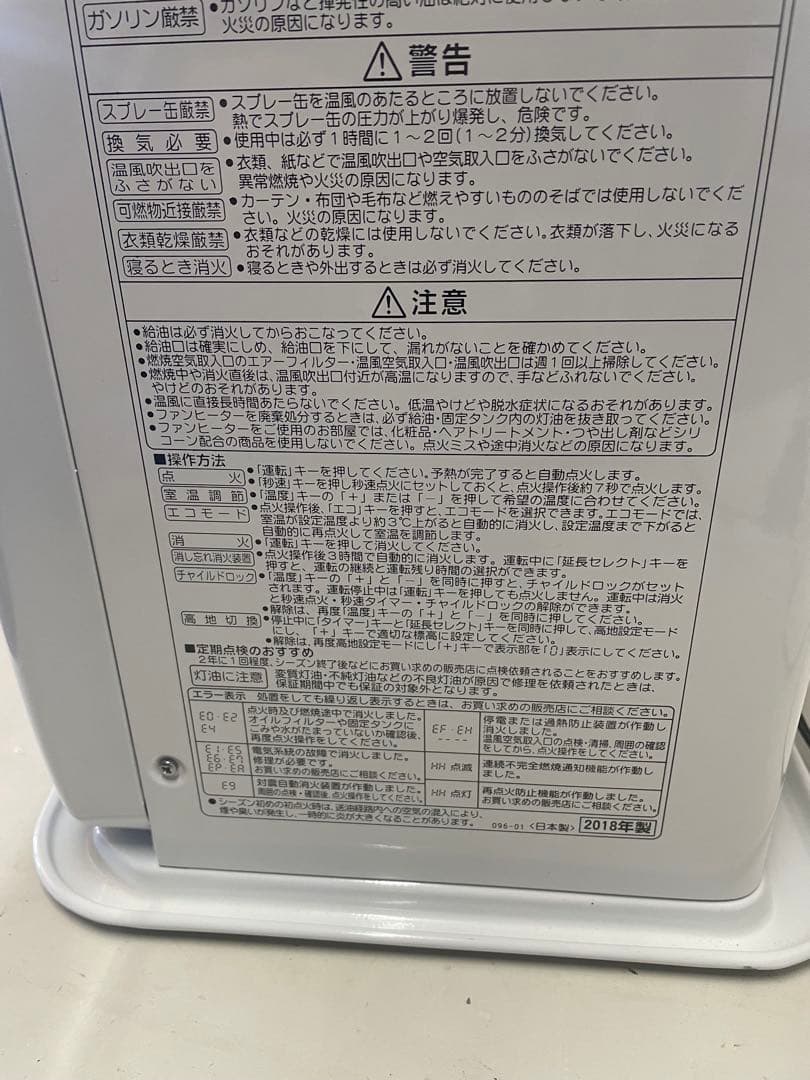 ガソリン厳禁
●ガソリンなど揮発性の高い油は絶対に使用しない
火災の原因になります。
警告
スプレー缶厳禁
●スプレー缶を温風のあたるところに放置しないでください。
熱でスプレー缶の圧力が上がり爆発し、危険です。
換気必要
●使用中は必ず1時間に1〜2回(1〜2分)換気してください。
温風吹出口を
ふさがない
●衣類、紙などで温風吹出口や空気取入口をふさがないでください。
異常燃焼や火災の原因になります。
可燃物近接厳禁
●カーテン・布団や毛布など燃えやすいもののそばでは使用しないでくだ
さい。火災の原因になります。
衣類乾燥厳禁
●衣類などの乾燥には使用しないでください。衣類が落下し、火災になる
おそれがあります。
寝るとき消火
●寝るときや外出するときは必ず消火してください。
注意
●給油は必ず消火してからおこなってください。
●給油口は確実にしめ、給油口を下にして、漏れがないことを確かめてください。
●燃焼空気取入口のエアーフィルター・温風空気取入口・温風吹出口は週1回以上掃除してください。
●燃焼中や消火直後は、温風吹出口付近が高温になりますので、手などふれないでください。
やけどのおそれがあります。
●温風に直接長時間あたらないでください。低温やけどや脱水症状になるおそれがあります。
●ファンヒーターを廃棄処分するときは、必ず給油・固定タンク内の灯油を抜き取ってください。
●ファンヒーターをご使用のお部屋では、化粧品・ヘアトリートメント・つや出し剤などシリ
コーン配合の商品を使用しないでください。点火ミスや途中消火などの原因になります。
■操作方法
点火
●「運転」キーを押してください。予熱が完了すると自動点火します。
●「秒速」キーを押し秒速点火にセットしておくと、点火操作後約7秒で点火します。
室温調節
●「温度」キーの「+」または「−」を押して希望の温度に合わせてください。
エコモード
●点火操作後、「エコ」キーを押すと、エコモードを選択できます。エコモードでは、
室温が設定温度より約3℃上がると自動的に消火し、設定温度まで下がると
自動的に再点火して室温を調節します。
消火
●「運転」キーを押して消火してください。
消し忘れ消火装置
●点火操作後3時間で自動的に消火します。運転中に「延長セレクト」キーを
押すと、運転の継続と運転残り時間の選択ができます。
チャイルドロック
●「温度」キーの「+」と「−」を同時に押すと、チャイルドロックがセット
されます。運転停止中は「運転」キーを押しても点火しません。運転中は消火
と秒速点火・秒速タイマー・チャイルドロックの解除ができます。
●解除は、再度「温度」キーの「+」と「−」を同時に押してください。
高地切換
●停止中に「タイマー」キーと「延長セレクト」キーを同時に押して、高地設定モード
にし、「+」キーで適切な標高に設定してください。
●解除は、再度高地設定モードにし「+」キーで表示部を「0」表示にしてください。
■定期点検のおすすめ
2年に1回程度、シーズン終了後などにお買い求めの販売店に点検依頼されることをおすすめします。
灯油に注意
変質灯油・不純灯油などの不良灯油が原因で修理を依頼されたときは、
保証期間中でも保証の対象外となります。
エラー表示 処置をしても繰り返し表示するときは、お買い求めの販売店にご相談ください。
E0・E2
E4
点火時及び燃焼途中で消火しました。
オイルフィルターや固定タンクに
ごみや水がたまっていないか確認後、
再度点火操作をしてください。
EF・EH
----
停電または過熱防止装置が作動し
消火しました。
温風空気取入口の点検・清掃、周囲の確認
をしてから、点火操作をしてください。
E1・E5
E6・E7
EP・EA
電気系統の故障で消火しました。
修理が必要です。
お買い求めの販売店にご相談ください。
HH 点滅
連続不完全燃焼通知機能が作動し
ました。
E9
対震自動消火装置が作動しました。
周囲の点検・確認後、点火操作をしてください。
HH 点灯
再点火防止機能が作動しました。
お買い求めの販売店にご相談ください。
●シーズン初めの初点火時は、送油経路内への空気の混入により、
煙や臭いが発生し、一時的に炎が大きくなることがあります。
096-01 <日本製> 2018年製